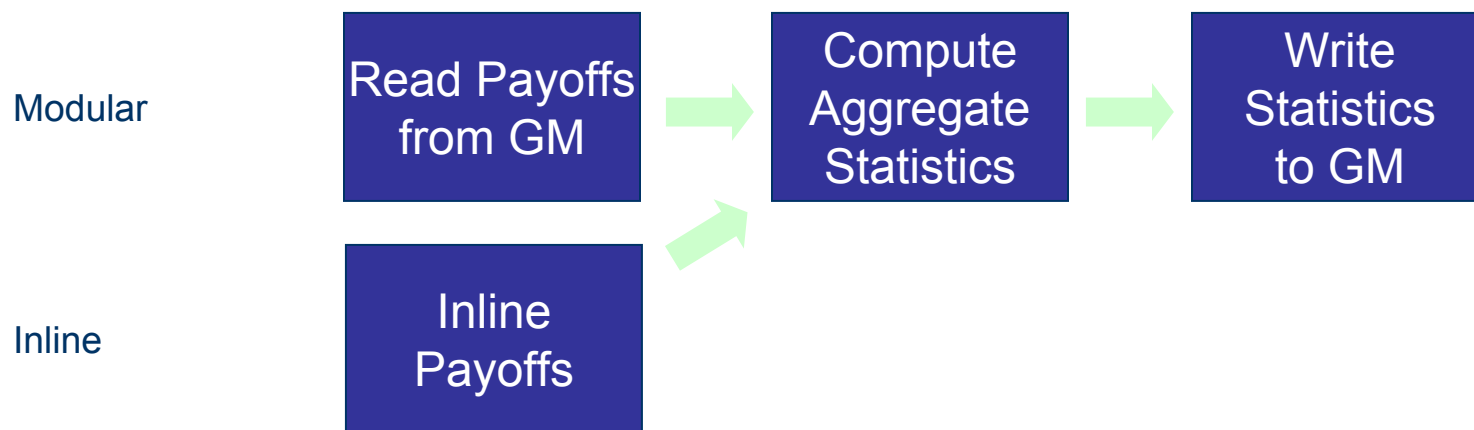 Modular
Read Payoffs
from GM
Compute
Aggregate
Statistics
Write
Statistics
to GM
Inline
Inline
Payoffs